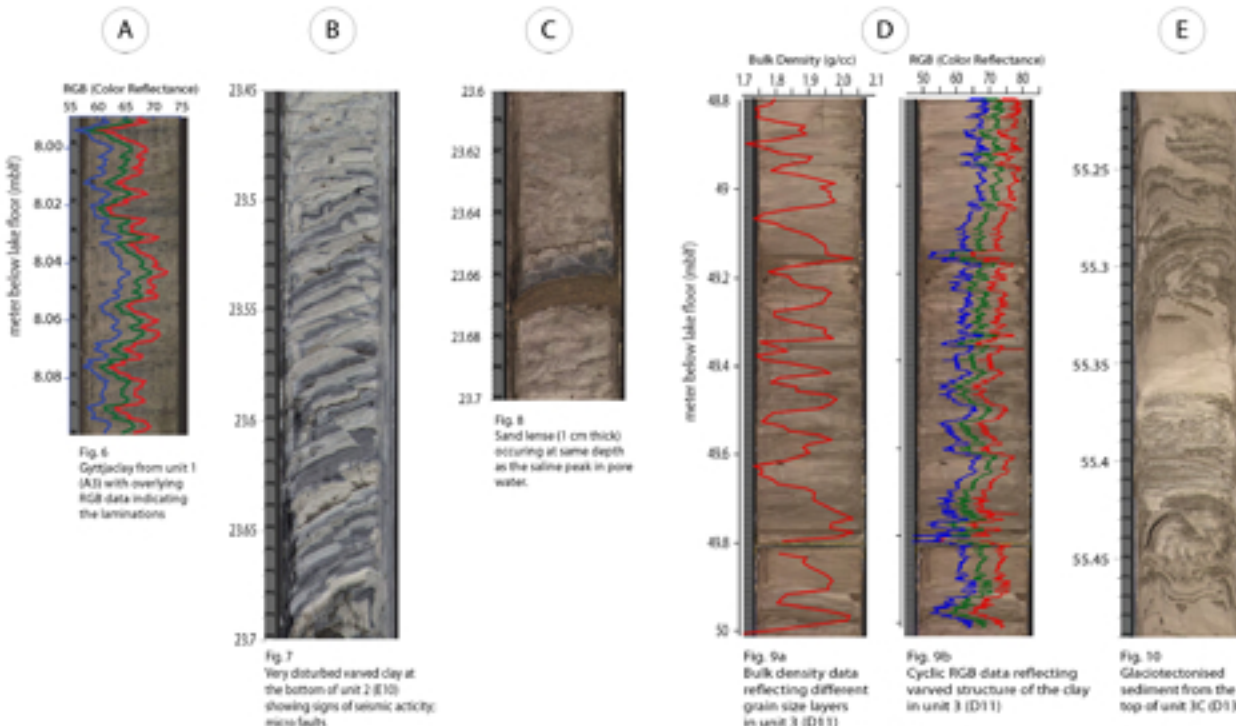 A
B
C
D
E
RGB (Color Reflectance)
55 60 65 70 75
meter below lake floor (mblf)
8.00
8.02
8.04
8.06
8.08
Fig. 6
Gyttjaclay from unit 1
(A3) with overlying
RGB data indicating
the laminations
23.45
23.5
23.55
23.6
23.65
23.7
Fig. 7
Very disturbed varved clay at
the bottom of unit 2 (E10)
showing signs of seismic acticity;
micro faults
23.6
23.62
23.64
23.66
23.68
23.7
Fig. 8
Sand lense (1 cm thick)
occuring at same depth
as the saline peak in pore
water.
Bulk Density (g/cc)
1.7 1.8 1.9 2.0 2.1
meter below lake floor (mblf)
48.8
49
49.2
49.4
49.6
49.8
50
Fig. 9a
Bulk density data
reflecting different
grain size layers
in unit 3 (D11)
RGB (Color Reflectance)
50 60 70 80
Fig. 9b
Cyclic RGB data reflecting
varved structure of the clay
in unit 3 (D11)
55.25
55.3
55.35
55.4
55.45
Fig. 10
Glaciotectonised
sediment from the
top of unit 3C (D1